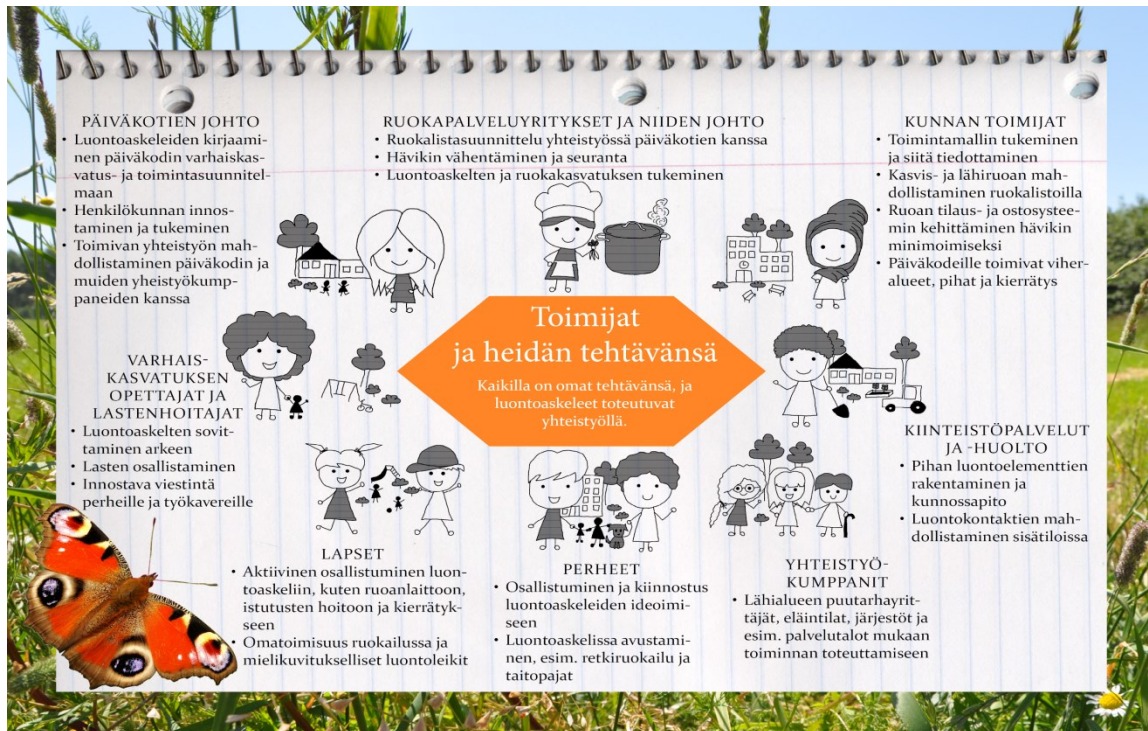 PÄIVÄKOTIEN JOHTO
• Luontoaskeleiden kirjaami-
nen päiväkodin varhaiskas-
vatus- ja toimintasuunnitel-
maan
• Henkilökunnan innos-
taminen ja tukeminen
• Toimivan yhteistyön mah-
dollistaminen päiväkodin ja
muiden yheistyökump-
paneiden kanssa
RUOKAPALVELUYRITYKSET JA NIIDEN JOHTO
• Ruokalistasuunnittelu yhteistyössä päiväkotien kanssa
• Hävikin vähentäminen ja seuranta
• Luontoaskelten ja ruokakasvatuksen tukeminen
KUNNAN TOIMIJAT
• Toimintamallin tukeminen
ja siitä tiedottaminen
• Kasvis- ja lähiruoan mah-
dollistaminen ruokalistoilla
• Ruoan tilaus- ja ostosystee-
min kehittäminen hävikin
minimoimiseksi
• Päiväkodeille toimivat viher-
alueet, pihat ja kierrätys
Toimijat
ja heidän tehtävänsä
Kaikilla on omat tehtävänsä, ja
luontoaskeleet toteutuvat
yhteistyöllä.
VARHAIS-
KASVATUKSEN
OPETTAJAT JA
LASTENHOITAJAT
• Luontoaskelten sovit-
taminen arkeen
• Lasten osallistaminen
• Innostava viestintä
perheille ja työkavereille
KIINTEISTÖPALVELUT
JA -HUOLTO
• Pihan luontoelementtien
rakentaminen ja
kunnossapito
• Luontokontaktien mah-
dollistaminen sisätiloissa
LAPSET
• Aktiivinen osallistuminen luon-
toaskeliin, kuten ruoanlaittoon,
istutusten hoitoon ja kierrätyk-
seen
• Omatoimisuus ruokailussa ja
mielikuvitukselliset luontoleikit
PERHEET
• Osallistuminen ja kiinnostus
luontoaskeleiden ideoimi-
seen
• Luontoaskelissa avustami-
nen, esim. retkiruokailu ja
taitopajat
YHTEISTYÖ-
KUMPPANIT
• Lähialueen puutarhayrit-
täjät, eläintilat, järjestöt ja
esim. palvelutalot mukaan
toiminnan toteuttamiseen